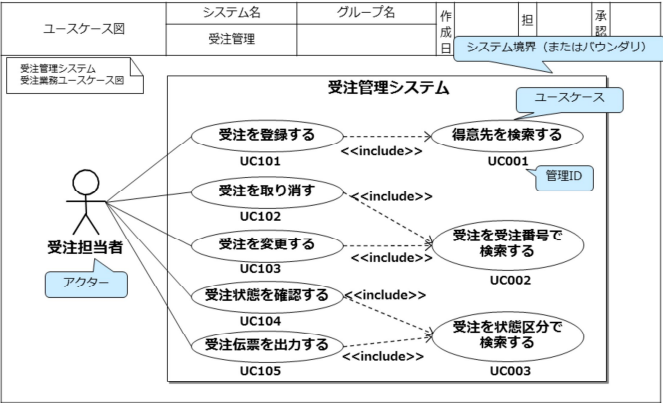 ユースケース図
システム名
グループ名
作成日
担
承認
受注管理
システム境界（またはバウンダリ）
受注管理システム
受注業務ユースケース図
受注管理システム
ユースケース
受注を登録する
UC101
<<include>>
得意先を検索する
UC001
管理ID
受注を取り消す
UC102
<<include>>
受注を変更する
UC103
<<include>>
受注を受注番号で
検索する
UC002
受注担当者
アクター
受注状態を確認する
UC104
<<include>>
受注伝票を出力する
UC105
<<include>>
受注を状態区分で
検索する
UC003